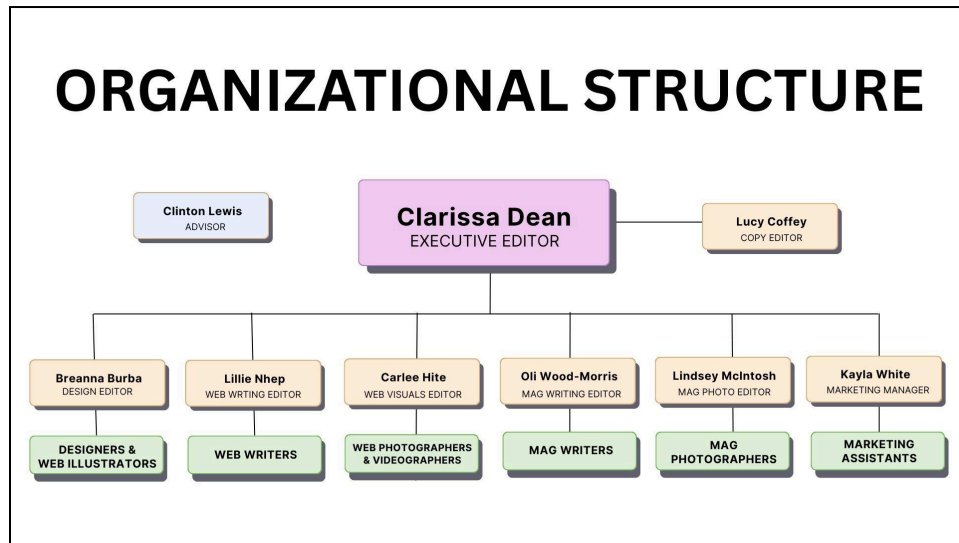 ORGANIZATIONAL STRUCTURE
Clinton Lewis
ADVISOR
Clarissa Dean
EXECUTIVE EDITOR
Lucy Coffey
COPY EDITOR
Breanna Burba
DESIGN EDITOR
Lillie Nhep
WEB WRTING EDITOR
Carlee Hite
WEB VISUALS EDITOR
Oli Wood-Morris
MAG WRITING EDITOR
Lindsey McIntosh
MAG PHOTO EDITOR
Kayla White
MARKETING MANAGER
DESIGNERS &
WEB ILLUSTRATORS
WEB WRITERS
WEB PHOTOGRAPHERS
& VIDEOGRAPHERS
MAG WRITERS
MAG
PHOTOGRAPHERS
MARKETING
ASSISTANTS